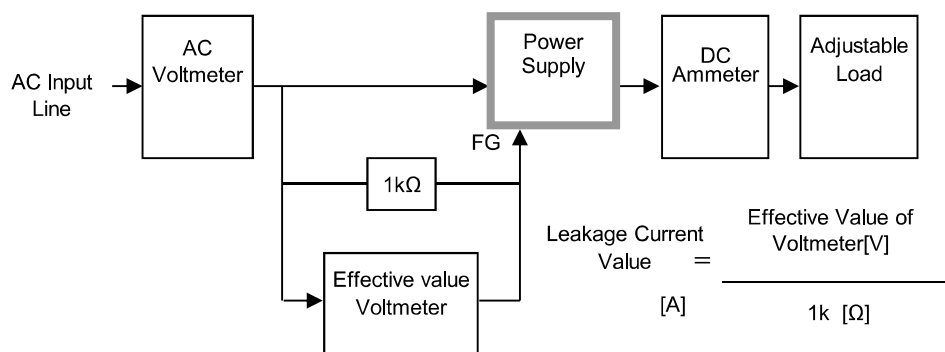 AC Input
Line
AC
Voltmeter
Power
Supply
DC
Ammeter
Adjustable
Load
FG
1kΩ
Effective value
Voltmeter
Leakage Current
Value
[A]
=
Effective Value of
Voltmeter[V]
1k [Ω]